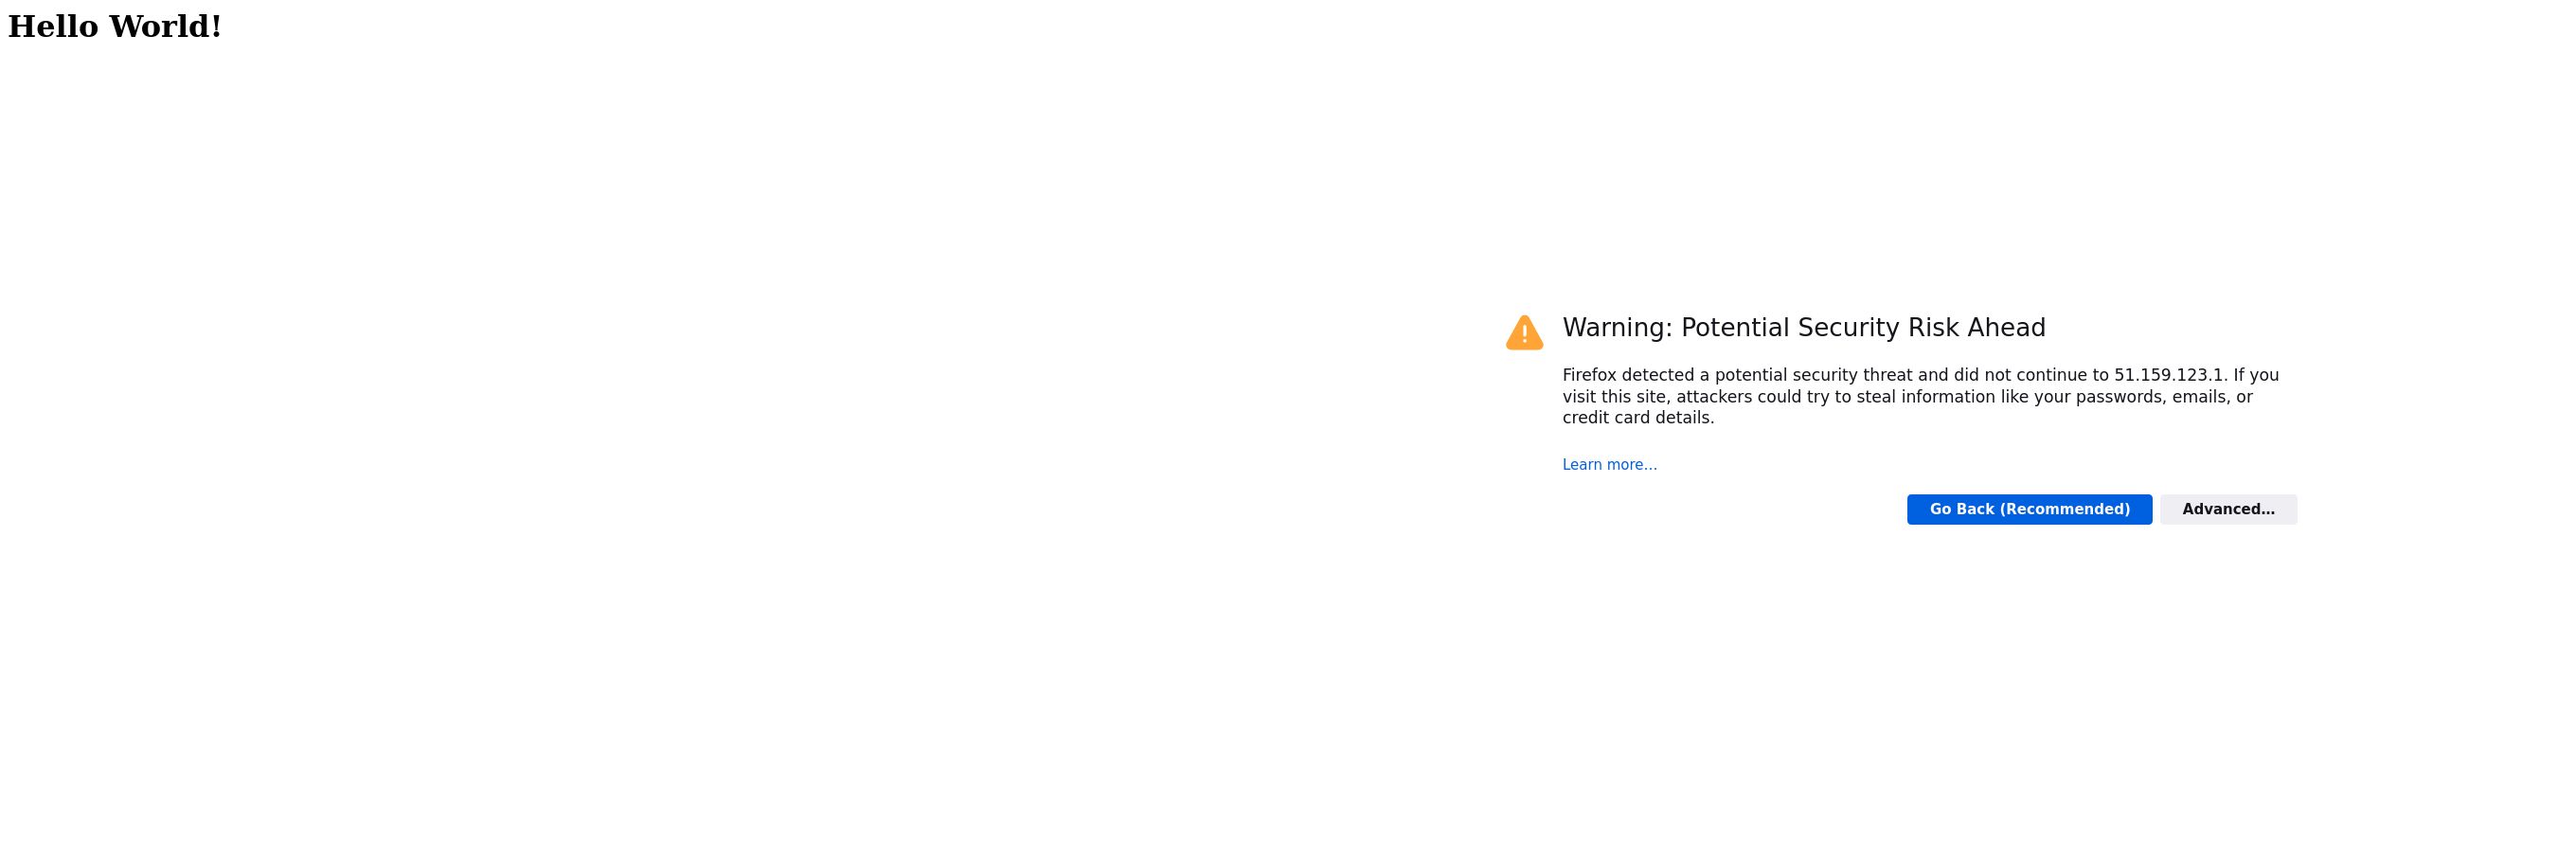 Hello World!
Warning: Potential Security Risk Ahead
Firefox detected a potential security threat and did not continue to 51.159.123.1. If you
visit this site, attackers could try to steal information like your passwords, emails, or
credit card details.
Learn more…
Go Back (Recommended)
Advanced…